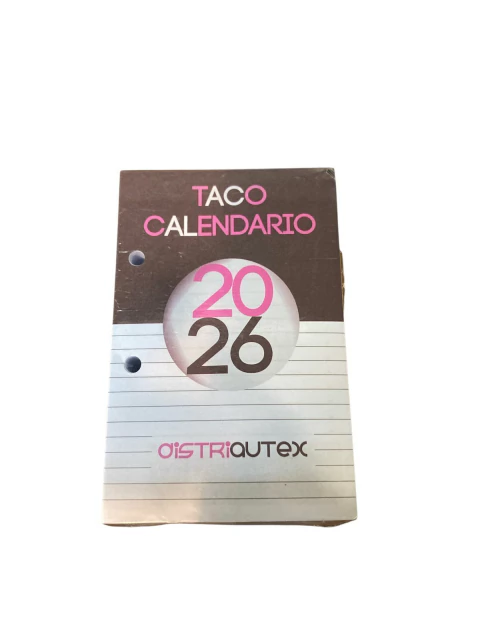 TACO
CALENDARIO
20
26
DISTRIAUTEX